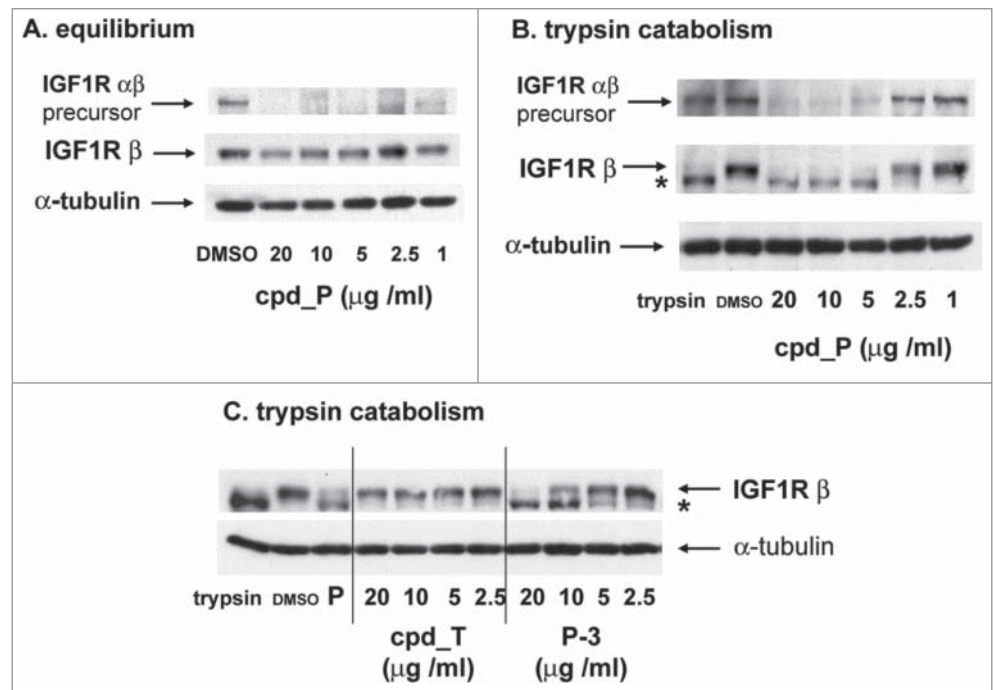 A. equilibrium
IGF1R αβ
precursor
IGF1R β
α-tubulin
DMSO 20 10 5 2.5 1
cpd_P (μg /ml)
B. trypsin catabolism
IGF1R αβ
precursor
IGF1R β
*
α-tubulin
trypsin DMSO 20 10 5 2.5 1
cpd_P (μg /ml)
C. trypsin catabolism
IGF1R β
*
α-tubulin
trypsin DMSO P 20 10 5 2.5 20 10 5 2.5
cpd_T P-3
(μg /ml) (μg /ml)